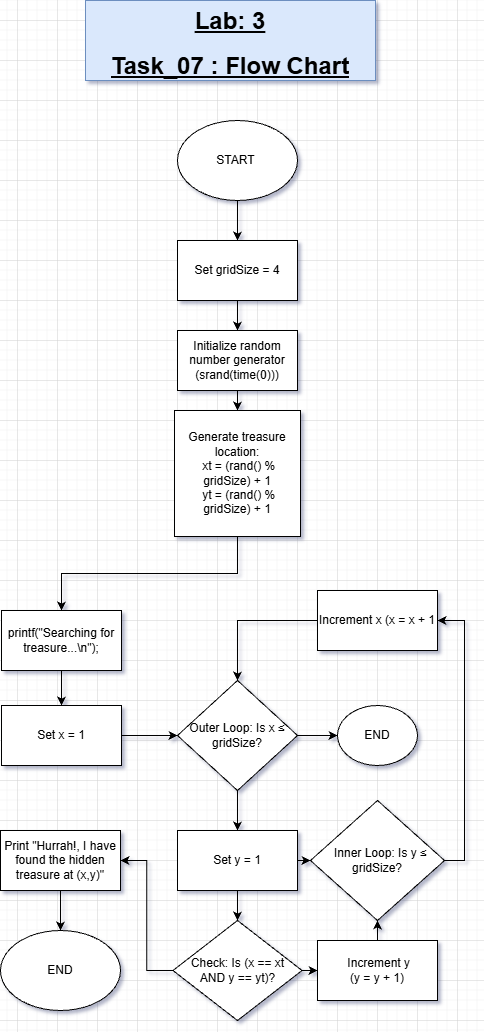 Lab: 3
Task_07 : Flow Chart
START
Set gridSize = 4
Initialize random
number generator
(srand(time(0)))
Generate treasure
location:
xt = (rand() %
gridSize) + 1
yt = (rand() %
gridSize) + 1
printf("Searching for
treasure...\n");
Increment x (x = x + 1
Set x = 1
Outer Loop: Is x ≤
gridSize?
END
Print "Hurrah!, I have
found the hidden
treasure at (x,y)"
Set y = 1
Inner Loop: Is y ≤
gridSize?
END
Check: Is (x == xt
AND y == yt)?
Increment y
(y = y + 1)